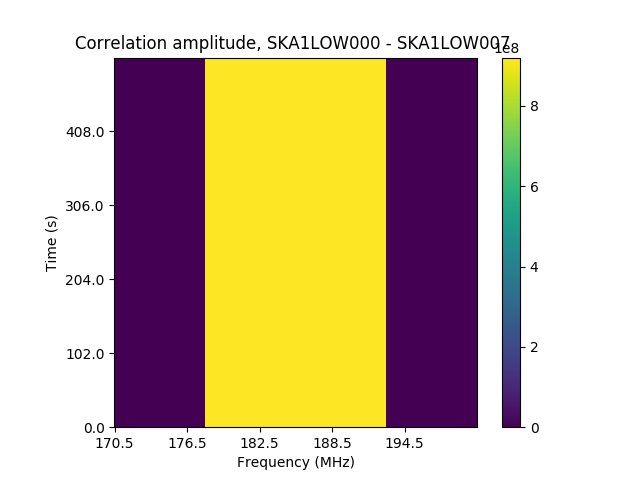 Correlation amplitude, SKA1LOW000 - SKA1LOW007
1e8
408.0
306.0
204.0
102.0
0.0
Time (s)
170.5 176.5 182.5 188.5 194.5
Frequency (MHz)
8
6
4
2
0